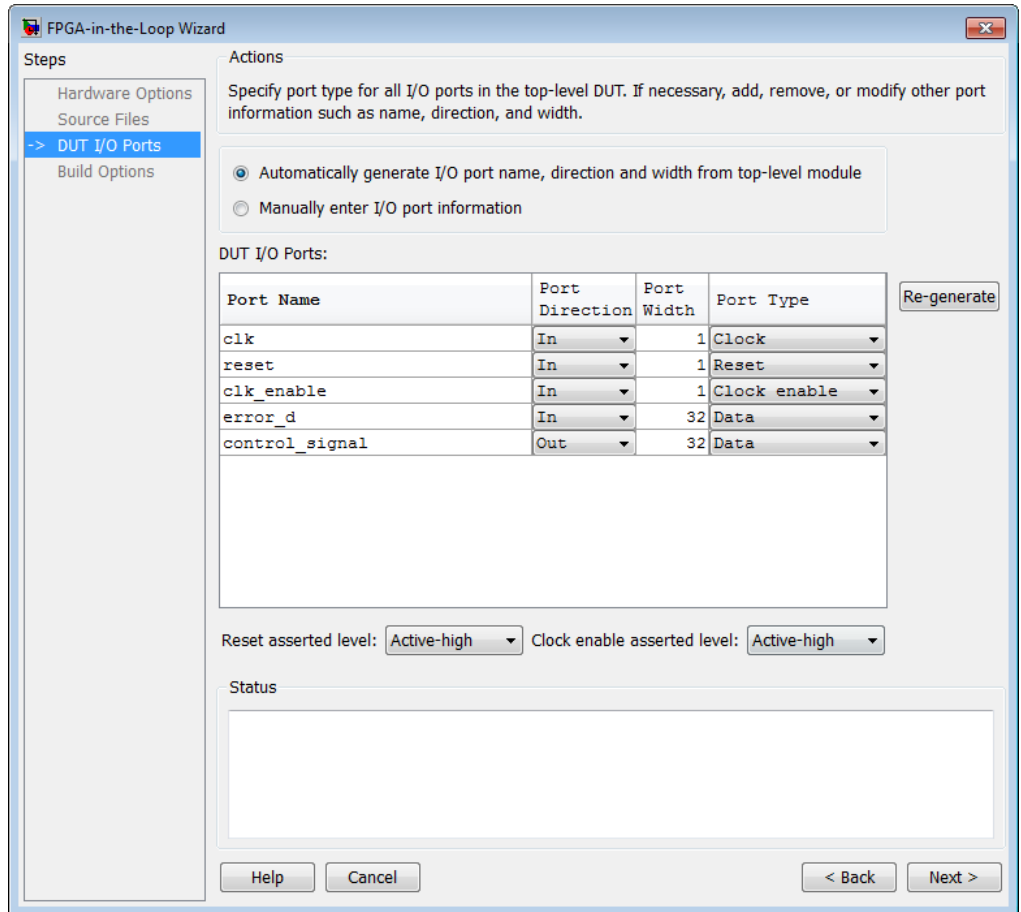 FPGA-in-the-Loop Wizard
Steps
Hardware Options
Source Files
-> DUT I/O Ports
Build Options
Actions
Specify port type for all I/O ports in the top-level DUT. If necessary, add, remove, or modify other port
information such as name, direction, and width.
Automatically generate I/O port name, direction and width from top-level module
Manually enter I/O port information
DUT I/O Ports:
Port Name Port Direction Port Width Port Type
clk In 1 Clock
reset In 1 Reset
clk_enable In 1 Clock enable
error_d In 32 Data
control_signal Out 32 Data
Re-generate
Reset asserted level: Active-high Clock enable asserted level: Active-high
Status
Help Cancel < Back Next >